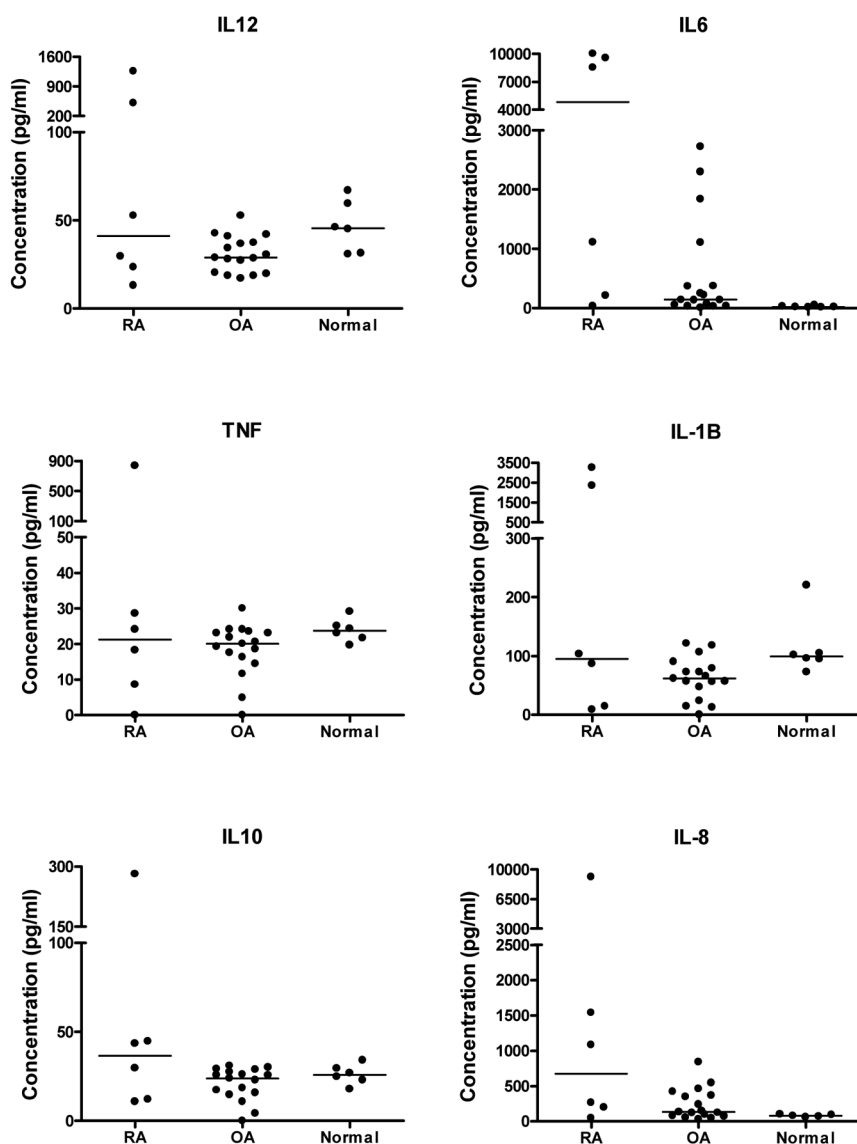 IL12
Concentration (pg/ml)
1600
900
200
100
50
0
RA OA Normal
IL6
Concentration (pg/ml)
10000
7000
4000
3000
2000
1000
0
RA OA Normal
TNF
Concentration (pg/ml)
900
500
100
50
40
30
20
10
0
RA OA Normal
IL-1B
Concentration (pg/ml)
3500
2500
1500
500
200
100
0
RA OA Normal
IL10
Concentration (pg/ml)
300
150
100
50
0
RA OA Normal
IL-8
Concentration (pg/ml)
10000
6500
3000
2500
2000
1500
1000
500
0
RA OA Normal